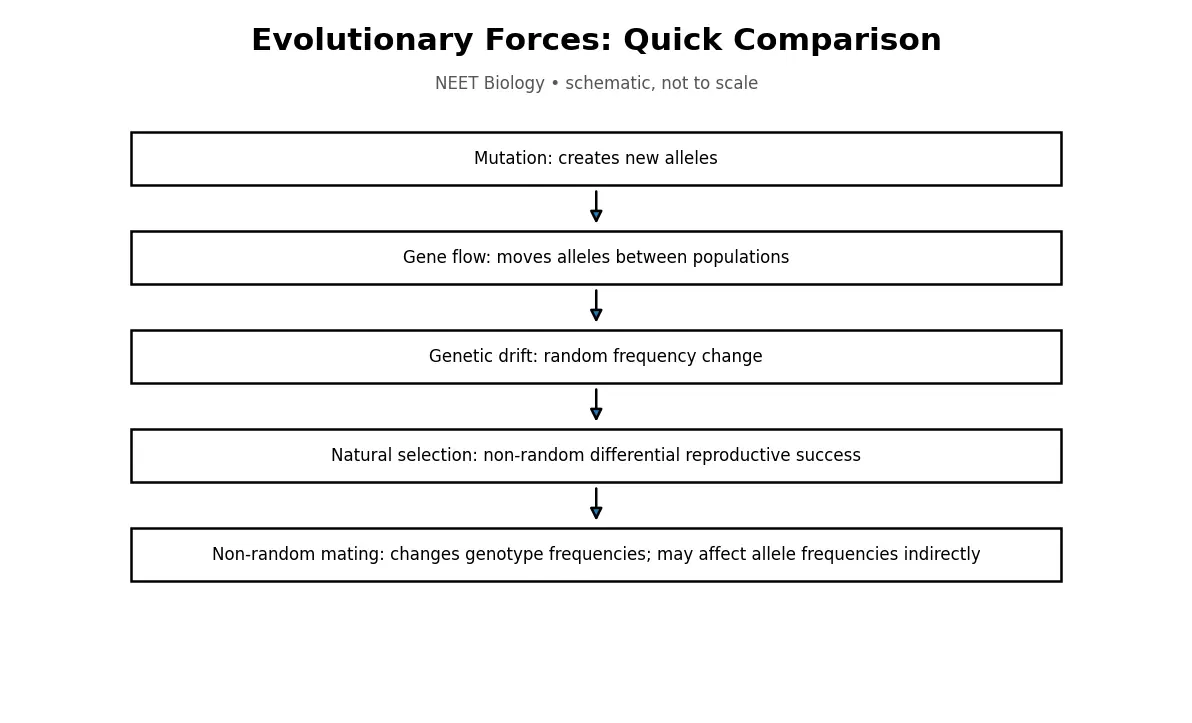 Evolutionary Forces: Quick Comparison
NEET Biology • schematic, not to scale
Mutation: creates new alleles
Gene flow: moves alleles between populations
Genetic drift: random frequency change
Natural selection: non-random differential reproductive success
Non-random mating: changes genotype frequencies; may affect allele frequencies indirectly